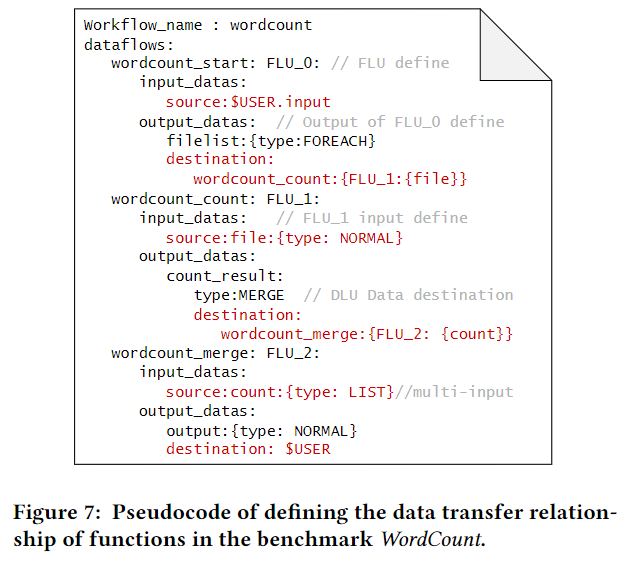 Workflow_name : wordcount
dataflows:
wordcount_start: FLU_0: // FLU define
input_datas:
source:$USER.input
output_datas: // Output of FLU_0 define
filelist:{type:FOREACH}
destination:
wordcount_count:{FLU_1:{file}}
wordcount_count: FLU_1:
input_datas: // FLU_1 input define
source:file:{type: NORMAL}
output_datas:
count_result:
type:MERGE // DLU Data destination
destination:
wordcount_merge:{FLU_2: {count}}
wordcount_merge: FLU_2:
input_datas:
source:count:{type: LIST}//multi-input
output_datas:
output:{type: NORMAL}
destination: $USER
Figure 7: Pseudocode of defining the data transfer relation-
ship of functions in the benchmark WordCount.